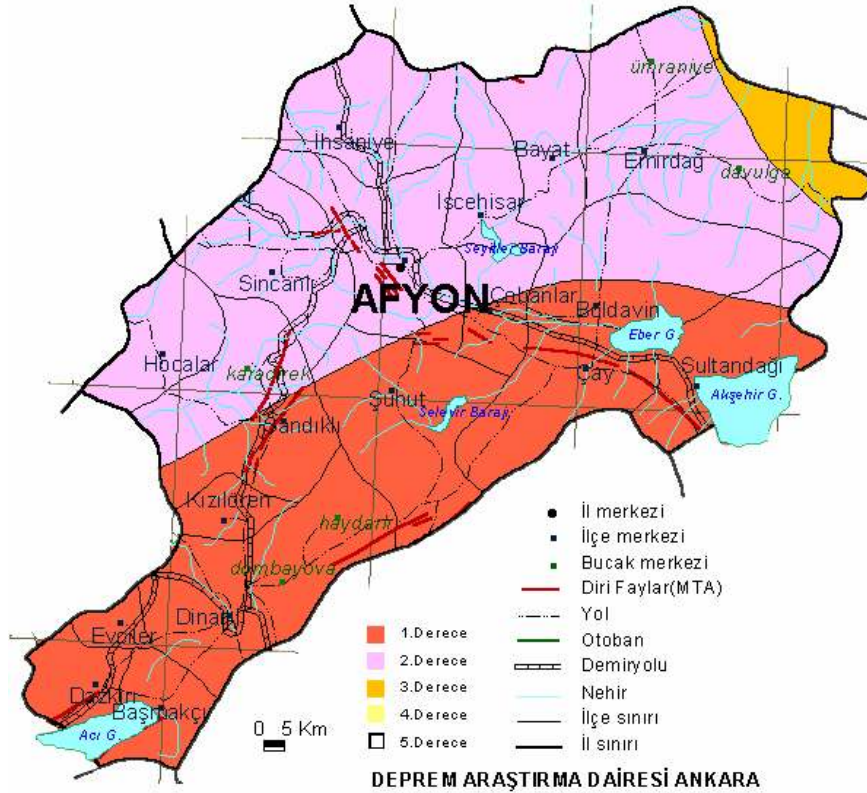 ümraniye
İhsaniye
Bayat
Emirdağ
davulga
İscehisar
Seyitler Barajı
Sincanlı
AFYON
Çobanlar
Bolvadin
Eber G.
Hocalar
karadirek
Şuhut
Çay
Sultandağı
Akşehir G.
Selevir Barajı
Sandıklı
Kızılören
haydarlı
dombayova
Dinar
Evciler
Dazkırı
Başmakçı
Acı G.
0 5 Km
1.Derece
2.Derece
3.Derece
4.Derece
5.Derece
İl merkezi
İlçe merkezi
Bucak merkezi
Diri Faylar(MTA)
Yol
Otoban
Demiryolu
Nehir
İlçe sınırı
İl sınırı
DEPREM ARAŞTIRMA DAİRESİ ANKARA